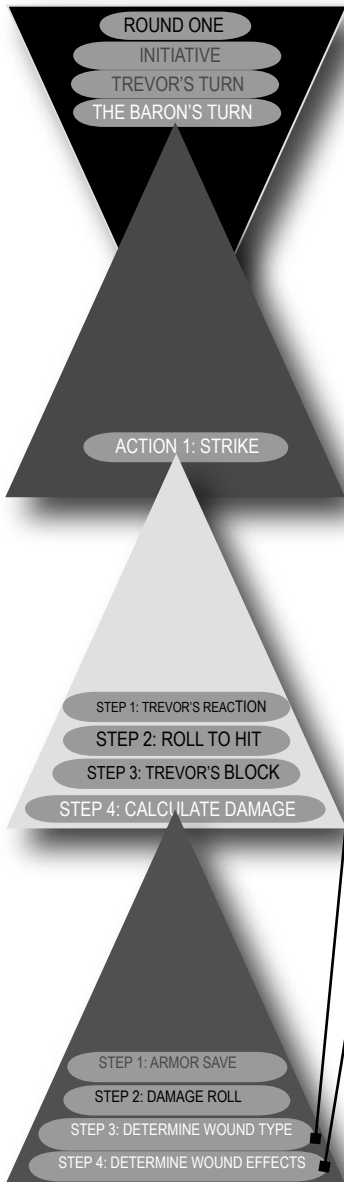 ROUND ONE
INITIATIVE
TREVOR'S TURN
THE BARON'S TURN
ACTION 1: STRIKE
STEP 1: TREVOR'S REACTION
STEP 2: ROLL TO HIT
STEP 3: TREVOR'S BLOCK
STEP 4: CALCULATE DAMAGE
STEP 1: ARMOR SAVE
STEP 2: DAMAGE ROLL
STEP 3: DETERMINE WOUND TYPE
STEP 4: DETERMINE WOUND EFFECTS